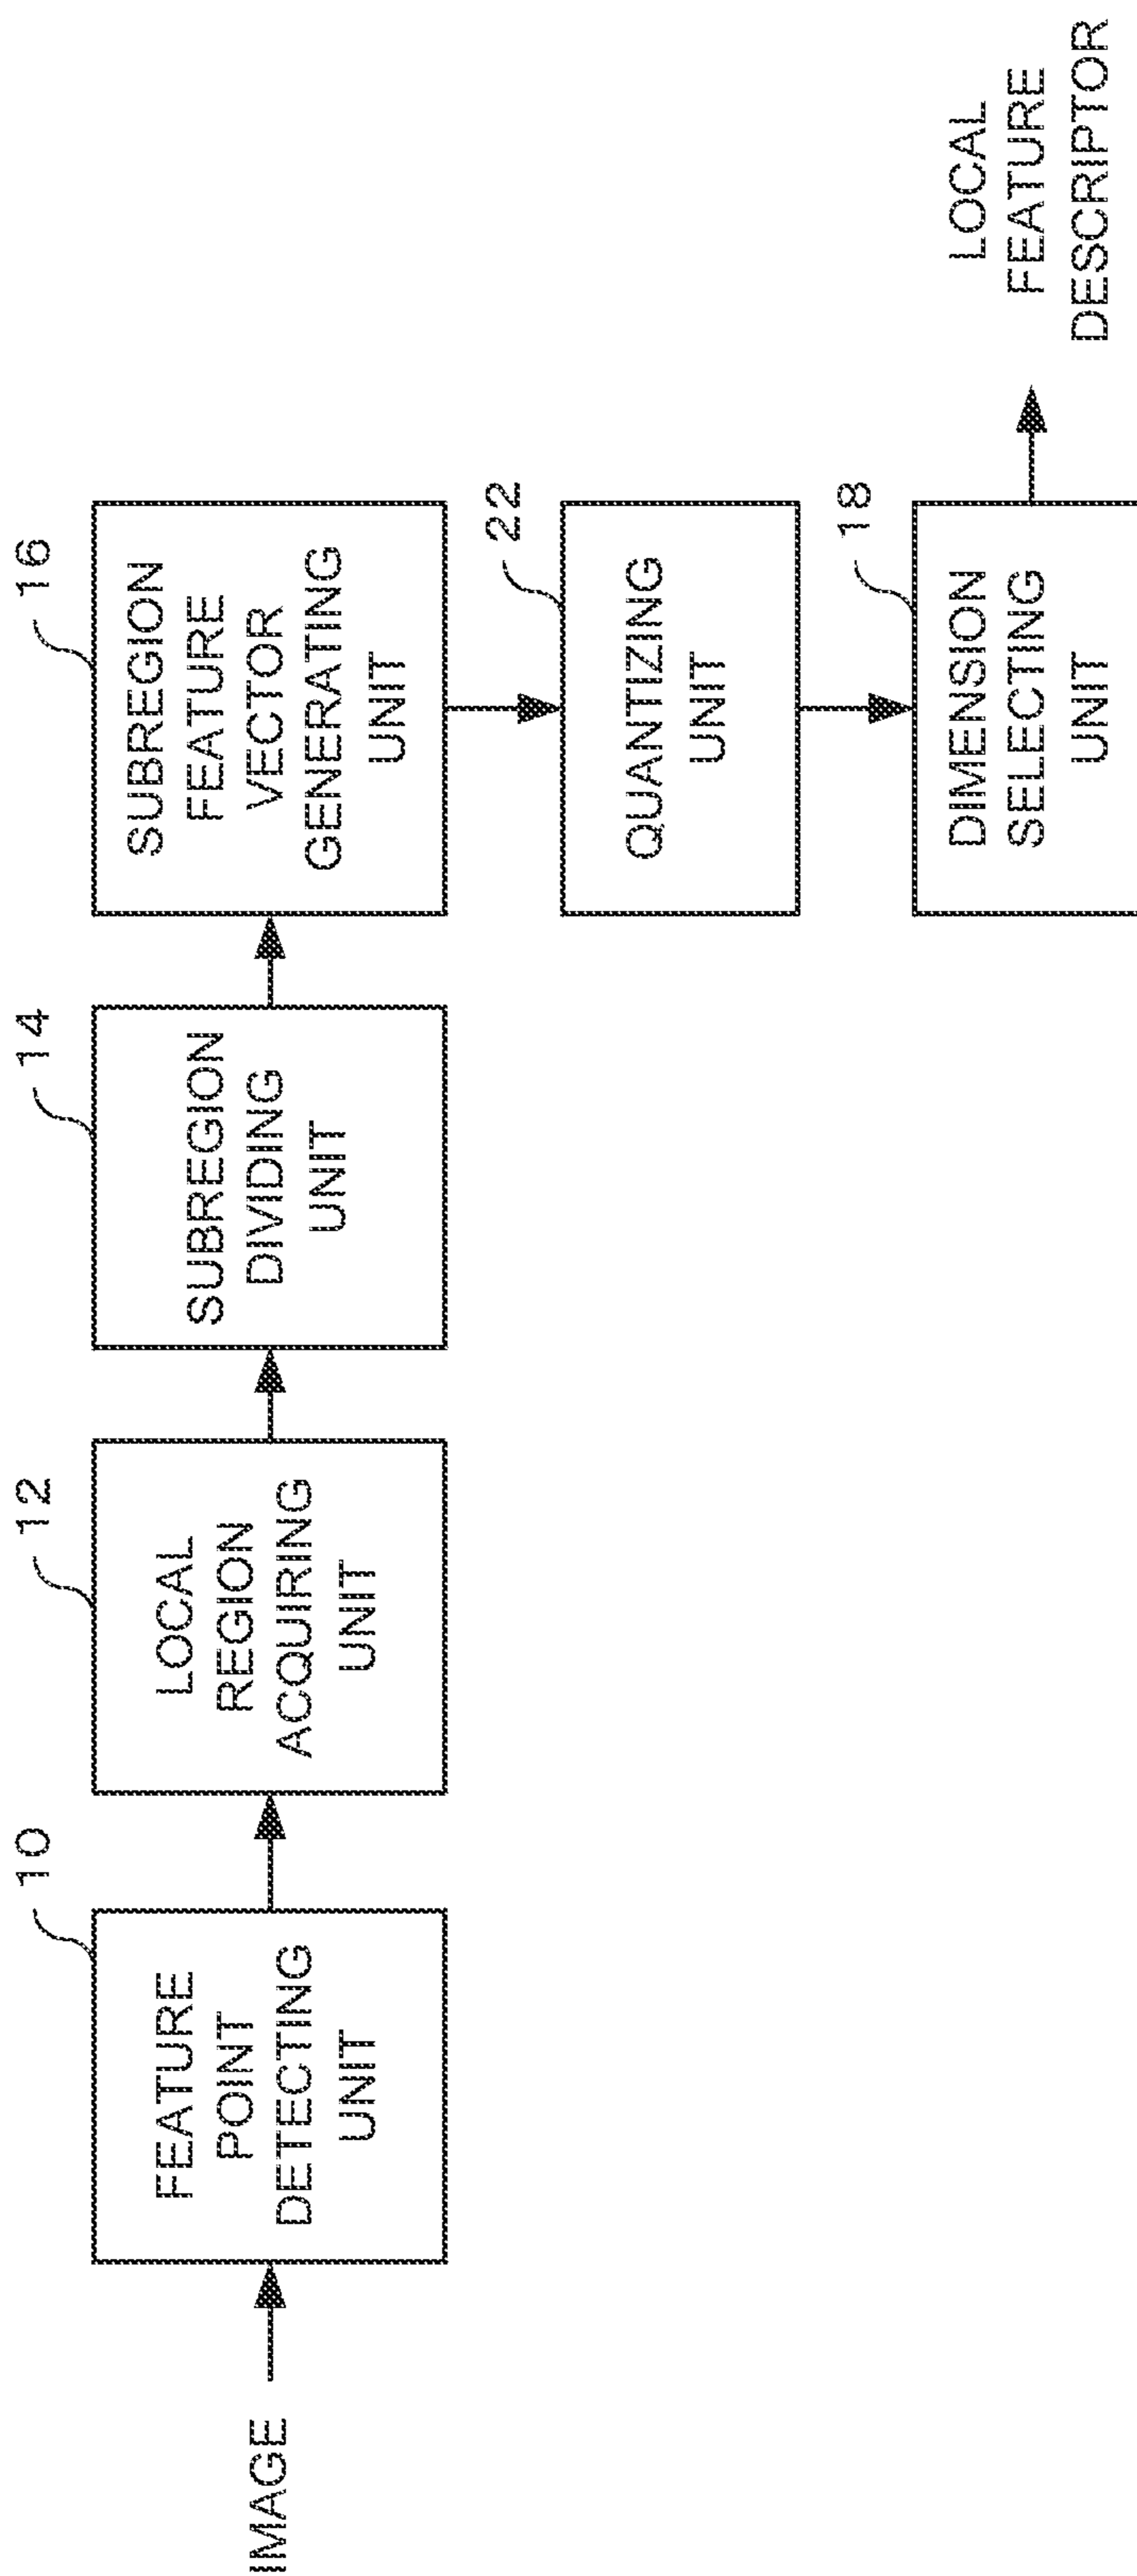 IMAGE
10
FEATURE
POINT
DETECTING
UNIT
12
LOCAL
REGION
ACQUIRING
UNIT
14
SUBREGION
DIVIDING
UNIT
16
SUBREGION
FEATURE
VECTOR
GENERATING
UNIT
22
QUANTIZING
UNIT
18
DIMENSION
SELECTING
UNIT
LOCAL
FEATURE
DESCRIPTOR